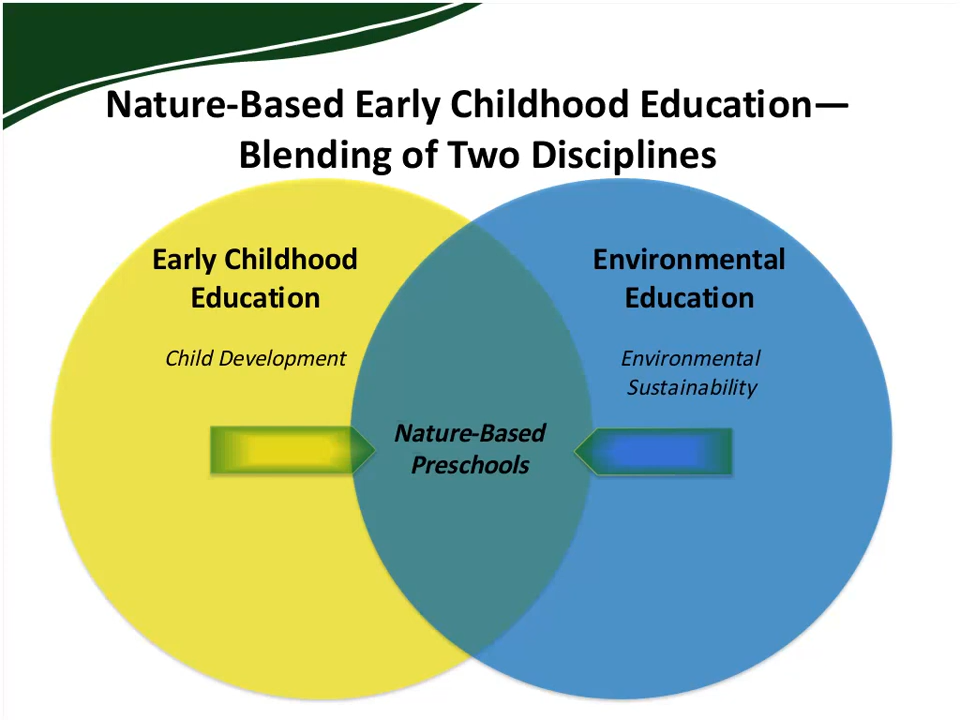 Nature-Based Early Childhood Education—
Blending of Two Disciplines
Early Childhood
Education
Child Development
Environmental
Education
Environmental
Sustainability
Nature-Based
Preschools